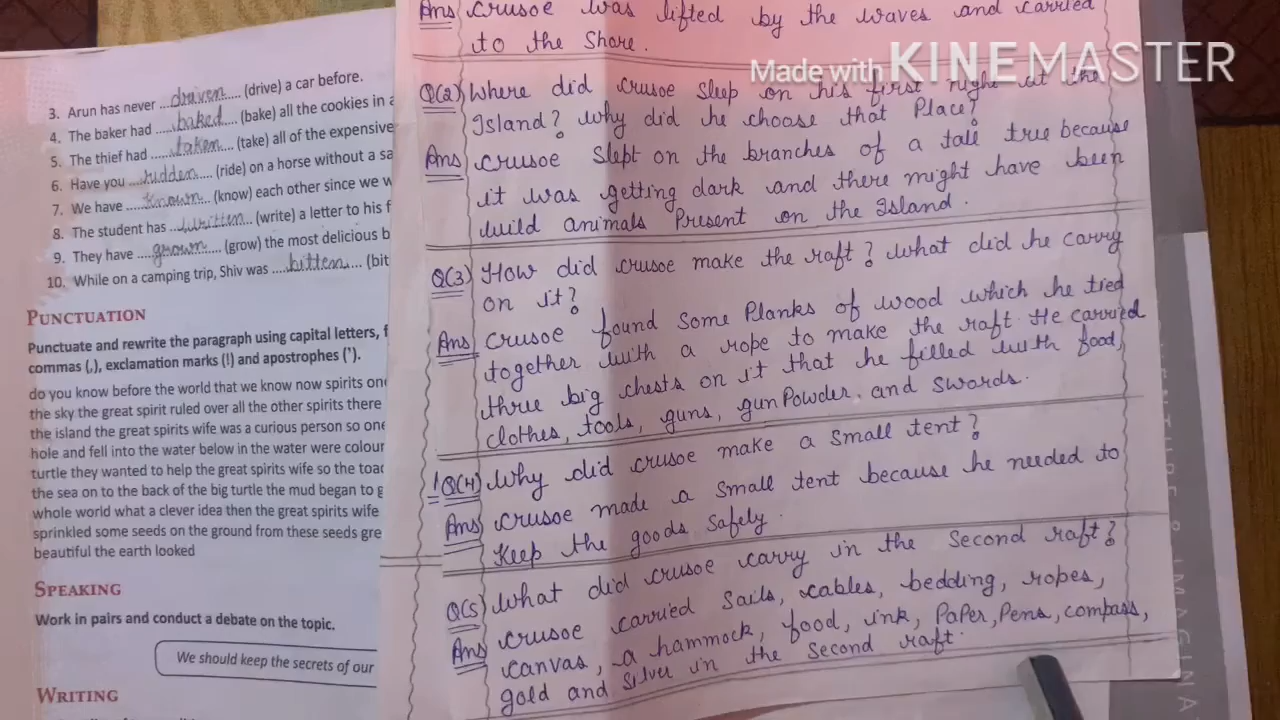 3. Arun has never ...driven.... (drive) a car before.
4. The baker had ......baked.... (bake) all the cookies in a
5. The thief had ......taken.... (take) all of the expensive
6. Have you ...ridden.... (ride) on a horse without a sa
7. We have ...known.... (know) each other since we w
8. The student has ...written.... (write) a letter to his f
9. They have ...grown.... (grow) the most delicious b
10. While on a camping trip, Shiv was ....bitten.... (bit
PUNCTUATION
Punctuate and rewrite the paragraph using capital letters, f
commas (,), exclamation marks (!) and apostrophes (').
do you know before the world that we know now spirits one
the sky the great spirit ruled over all the other spirits there
the island the great spirits wife was a curious person so one
hole and fell into the water below in the water were colour
turtle they wanted to help the great spirits wife so the toad
the sea on to the back of the big turtle the mud began to g
whole world what a clever idea then the great spirits wife
sprinkled some seeds on the ground from these seeds gre
beautiful the earth looked
SPEAKING
Work in pairs and conduct a debate on the topic.
We should keep the secrets of our
WRITING
Ans Crusoe was lifted by the waves and carried
to the Shore.
Made with KINEMASTER
Q(2) Where did crusoe sleep on his first night at the
Island? Why did he choose that Place?
Ans Crusoe slept on the branches of a tall true because
it was getting dark and there might have been
wild animals Present on the Island.
Q(3) How did crusoe make the raft? What did he carry
on it?
Ans Crusoe found some Planks of wood which he tied
together with a rope to make the raft. He carried
three big chests on it that he filled with food,
clothes, tools, guns, gunPowder, and swords.
Q(4) Why did crusoe make a small tent?
Ans Crusoe made a small tent because he needed to
Keep the goods safely.
Q(5) What did crusoe carry in the second raft?
Ans Crusoe carried sails, cables, bedding, ropes,
canvas, a hammock, food, ink, Paper, Pens, compass,
gold and silver in the second raft.